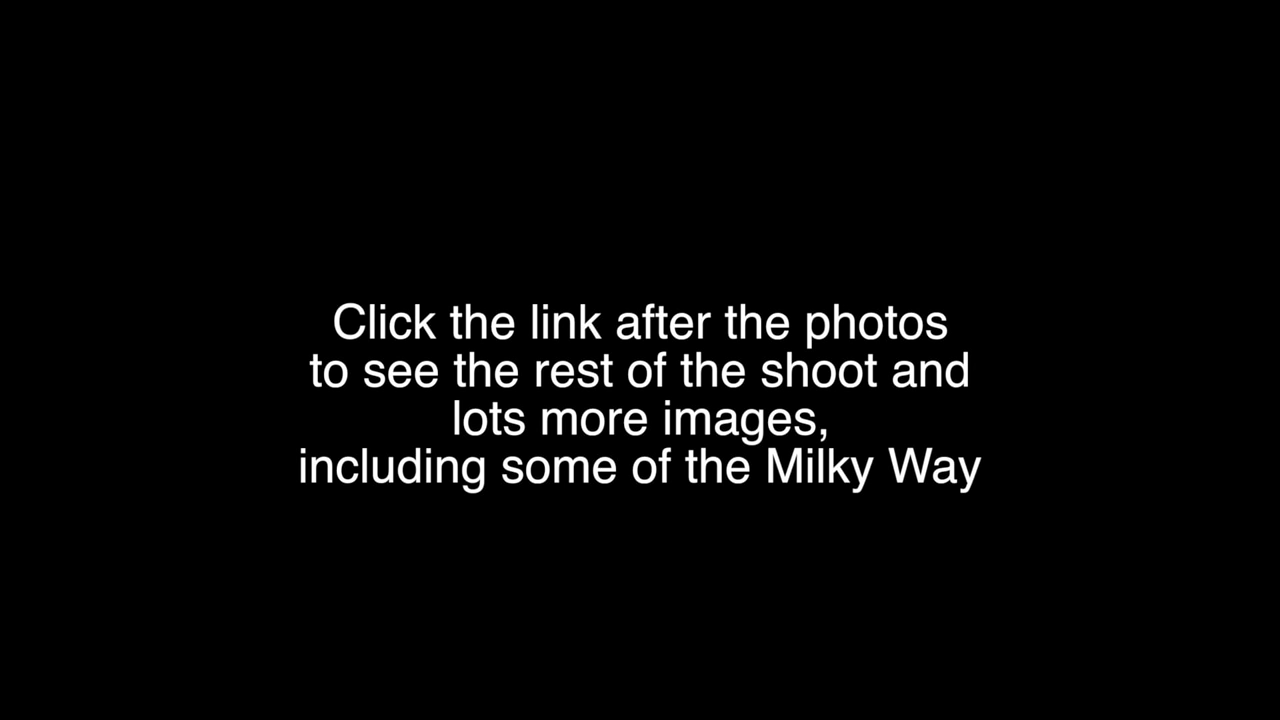 Click the link after the photos
to see the rest of the shoot and
lots more images,
including some of the Milky Way